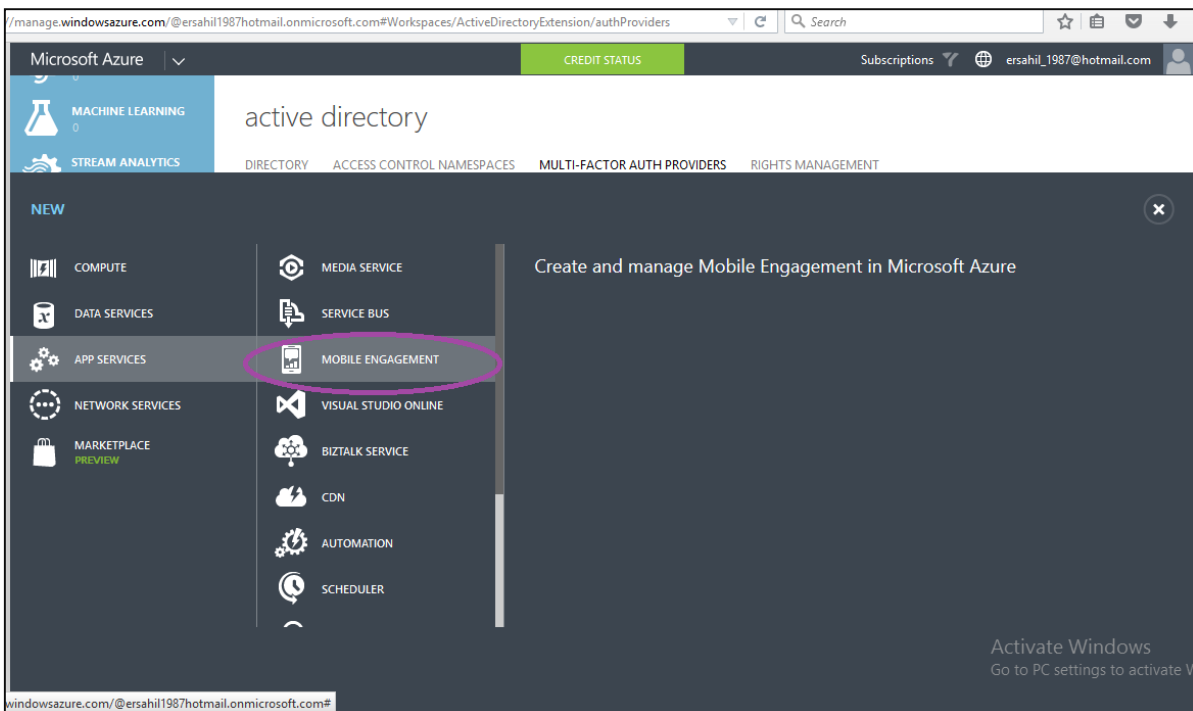 //manage.windowsazure.com/@ersahil1987hotmail.onmicrosoft.com#Workspaces/ActiveDirectoryExtension/authProviders
Search
Microsoft Azure
CREDIT STATUS
Subscriptions
ersahil_1987@hotmail.com
0
MACHINE LEARNING
0
STREAM ANALYTICS
active directory
DIRECTORY ACCESS CONTROL NAMESPACES MULTI-FACTOR AUTH PROVIDERS RIGHTS MANAGEMENT
NEW
COMPUTE
DATA SERVICES
APP SERVICES
NETWORK SERVICES
MARKETPLACE
PREVIEW
MEDIA SERVICE
SERVICE BUS
MOBILE ENGAGEMENT
VISUAL STUDIO ONLINE
BIZTALK SERVICE
CDN
AUTOMATION
SCHEDULER
Create and manage Mobile Engagement in Microsoft Azure
Activate Windows
Go to PC settings to activate W
windowsazure.com/@ersahil1987hotmail.onmicrosoft.com#